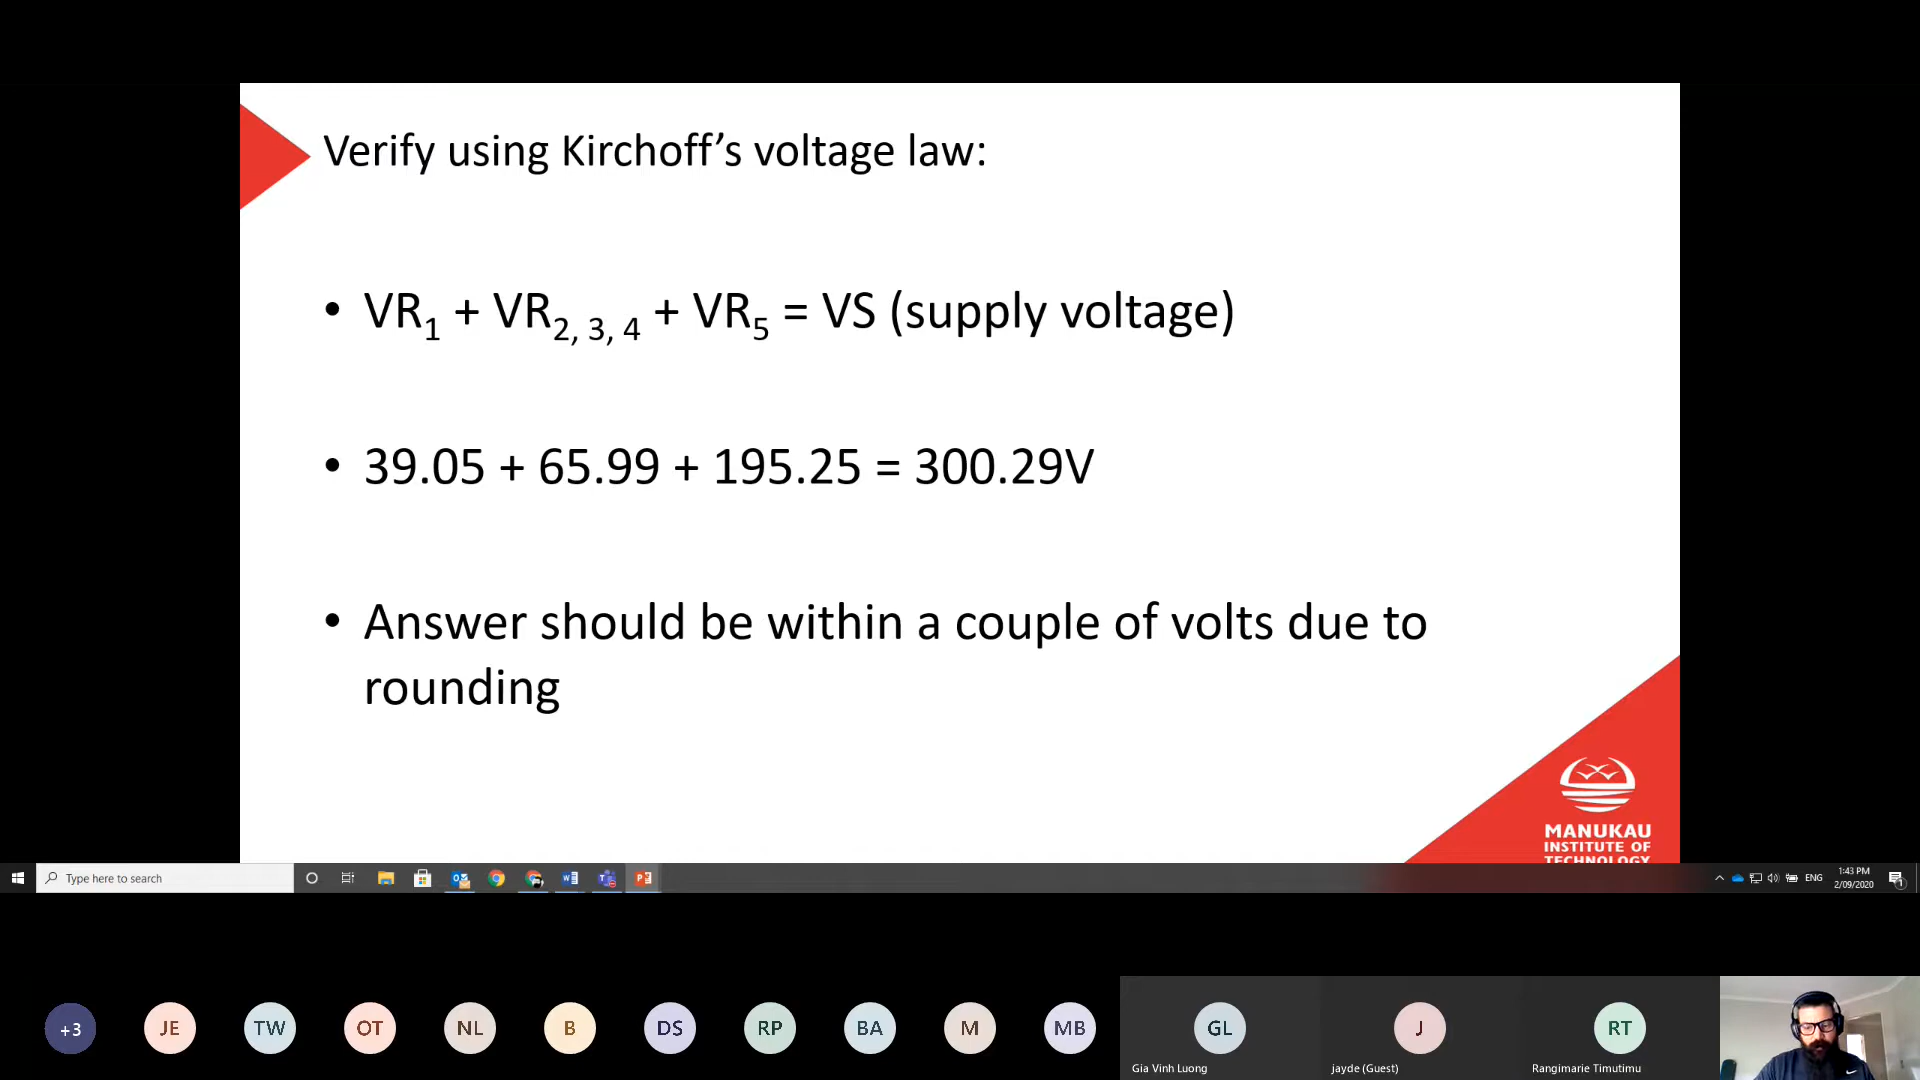 Verify using Kirchoff’s voltage law:
• VR1 + VR2, 3, 4 + VR5 = VS (supply voltage)
• 39.05 + 65.99 + 195.25 = 300.29V
• Answer should be within a couple of volts due to
rounding
MANUKAU
INSTITUTE OF
TECHNOLOGY
Type here to search
ENG
1:43 PM
2/09/2020
1
+3
JE
TW
OT
NL
B
DS
RP
BA
M
MB
GL
J
RT
Gia Vinh Luong
jayde (Guest)
Rangimarie Timutimu